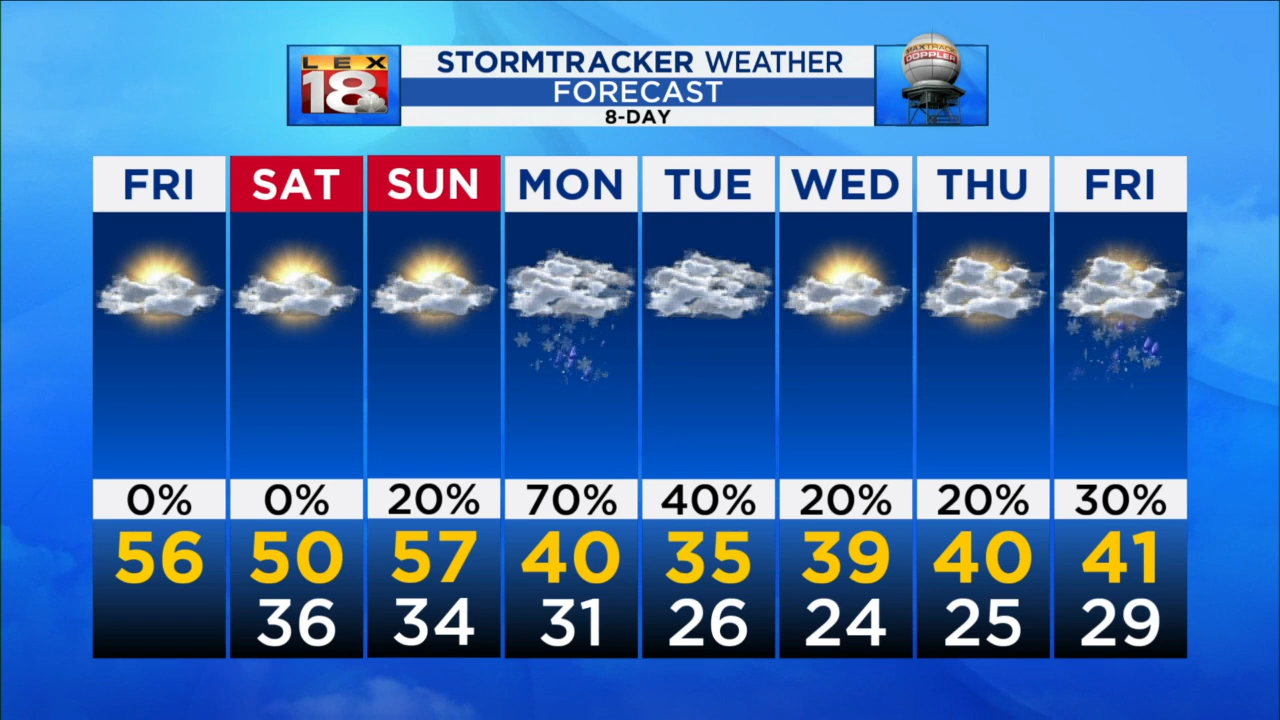 LEX
18
STORMTRACKER WEATHER
FORECAST
8-DAY
MAXTRACK
DOPPLER
FRI SAT SUN MON TUE WED THU FRI
0% 0% 20% 70% 40% 20% 20% 30%
56 50 57 40 35 39 40 41
36 34 31 26 24 25 29